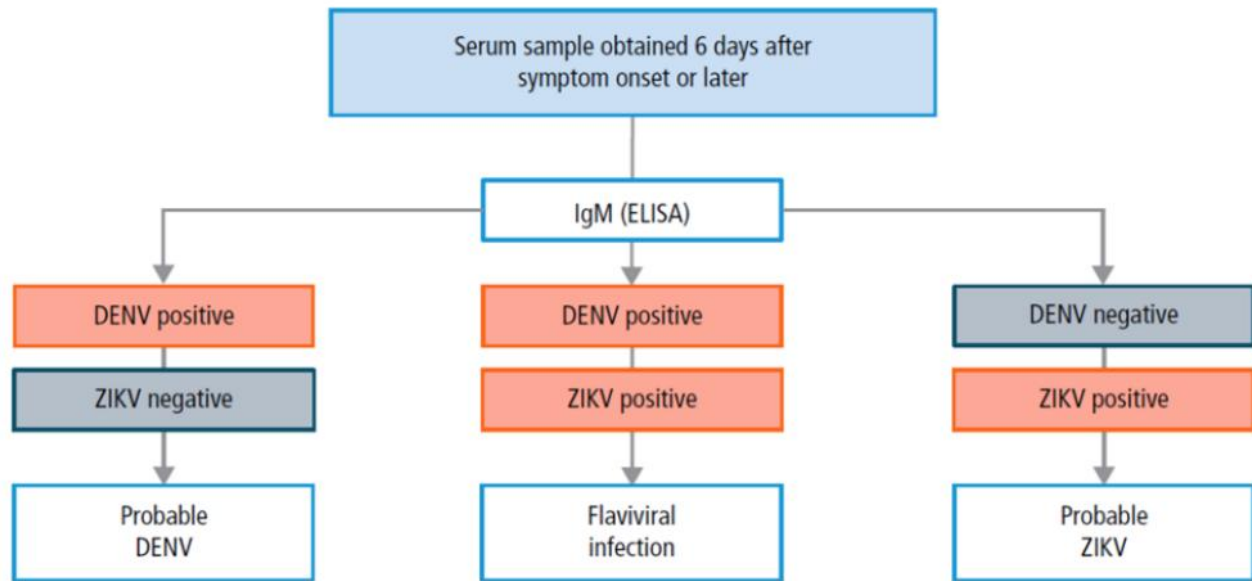 Serum sample obtained 6 days after
symptom onset or later
IgM (ELISA)
DENV positive
ZIKV negative
Probable
DENV
DENV positive
ZIKV positive
Flaviviral
infection
DENV negative
ZIKV positive
Probable
ZIKV